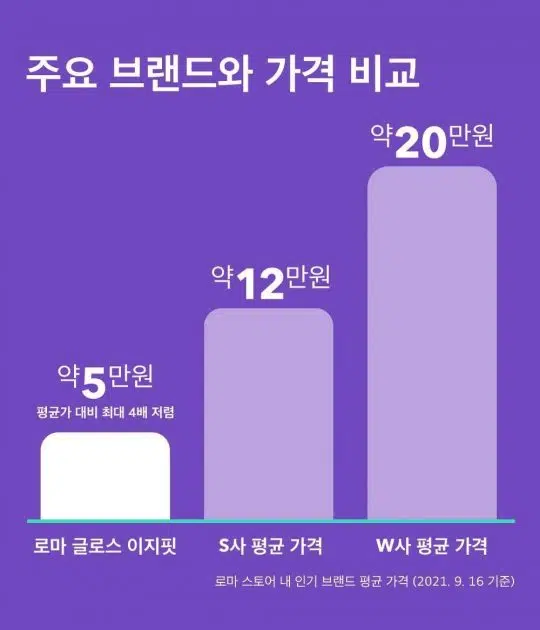 주요 브랜드와 가격 비교
약20만원
약12만원
약5만원
평균가 대비 최대 4배 저렴
로마 글로스 이지핏 S사 평균 가격 W사 평균 가격
로마 스토어 내 인기 브랜드 평균 가격 (2021. 9. 16 기준)